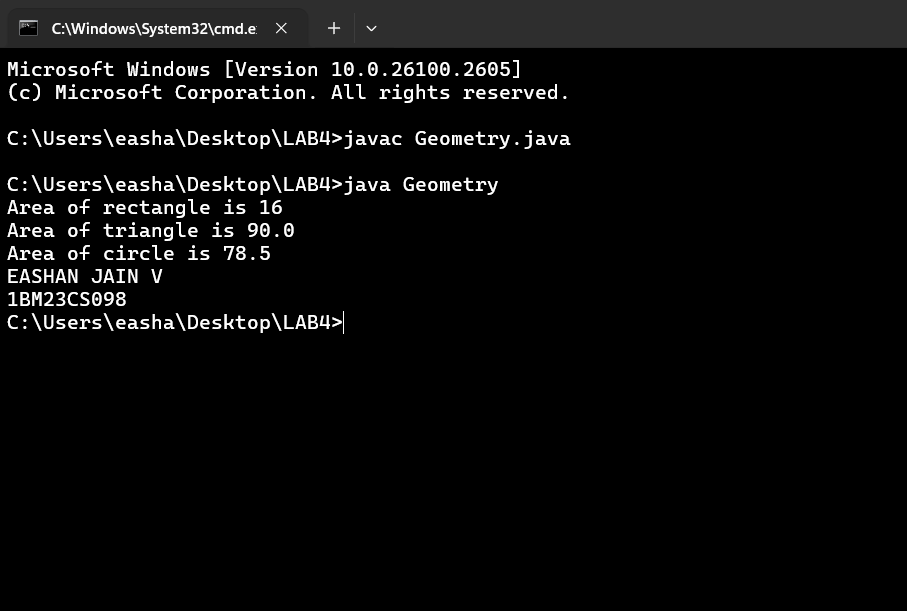 C:\Windows\System32\cmd.e
Microsoft Windows [Version 10.0.26100.2605]
(c) Microsoft Corporation. All rights reserved.
C:\Users\easha\Desktop\LAB4>javac Geometry.java
C:\Users\easha\Desktop\LAB4>java Geometry
Area of rectangle is 16
Area of triangle is 90.0
Area of circle is 78.5
EASHAN JAIN V
1BM23CS098
C:\Users\easha\Desktop\LAB4>